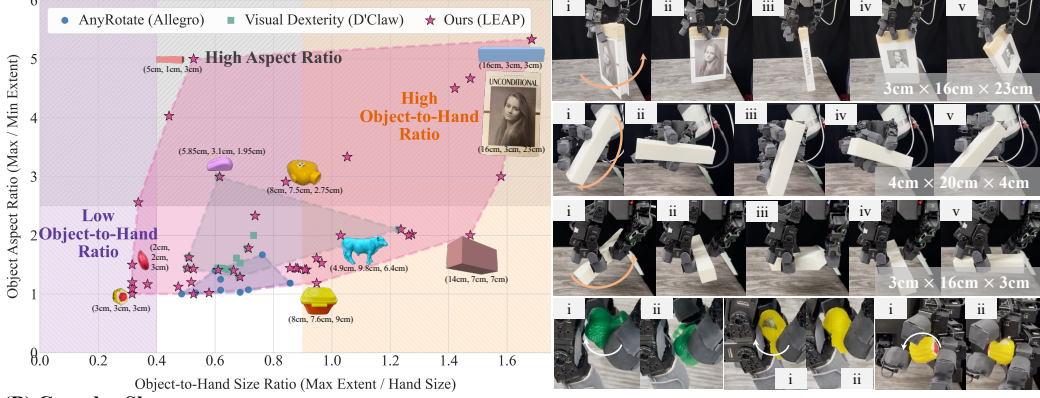 AnyRotate (Allegro)
Visual Dexterity (D'Claw)
Ours (LEAP)
Object Aspect Ratio (Max / Min Extent)
6
5
4
3
2
1
0
0.0
0.2
0.4
0.6
0.8
1.0
1.2
1.4
1.6
Object-to-Hand Size Ratio (Max Extent / Hand Size)
High Aspect Ratio
(5cm, 1cm, 3cm)
(16cm, 3cm, 3cm)
High
Object-to-Hand
Ratio
UNCONDITIONAL
(16cm, 3cm, 23cm)
(5.85cm, 3.1cm, 1.95cm)
(8cm, 7.5cm, 2.75cm)
Low
Object-to-Hand
Ratio
(2cm,
2cm,
3cm)
(4.9cm, 9.8cm, 6.4cm)
(14cm, 7cm, 7cm)
(3cm, 3cm, 3cm)
(8cm, 7.6cm, 9cm)
i
ii
iii
iv
v
3cm × 16cm × 23cm
i
ii
iii
iv
v
4cm × 20cm × 4cm
i
ii
iii
iv
v
3cm × 16cm × 3cm
i
ii
i
ii
i
ii